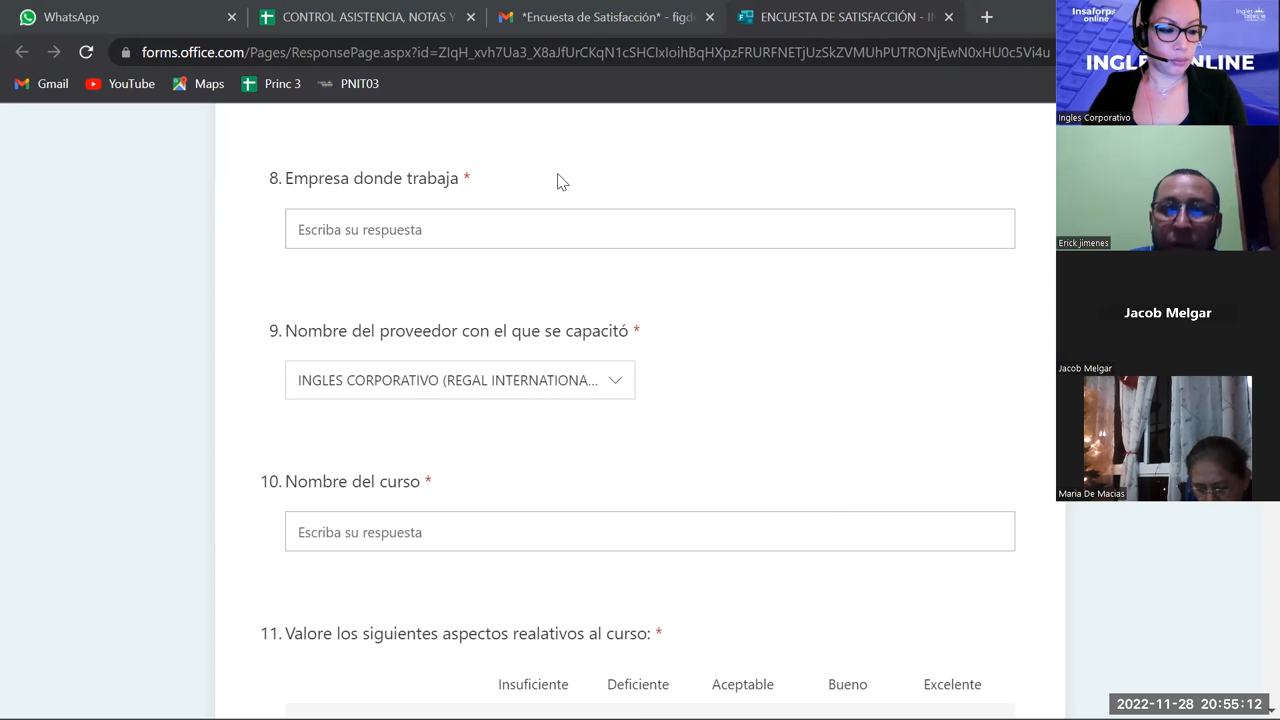 WhatsApp
CONTROL ASISTENCIA Y NOTAS
*Encuesta de Satisfacción* - pgde
ENCUESTA DE SATISFACCIÓN - IN
forms.office.com/Pages/ResponsePage
Gmail
YouTube
Maps
Princ 3
PNIT03
8. Empresa donde trabaja *
Escriba su respuesta
9. Nombre del proveedor con el que se capacitó *
INGLES CORPORATIVO (REGAL INTERNATIONA...
10. Nombre del curso *
Escriba su respuesta
11. Valore los siguientes aspectos realativos al curso: *
Insuficiente Deficiente Aceptable Bueno Excelente
Insaforp
online
Ingles Corporativo
Erick jimenes
Jacob Melgar
Jacob Melgar
Maria De Macias
2022-11-28 20:55:12